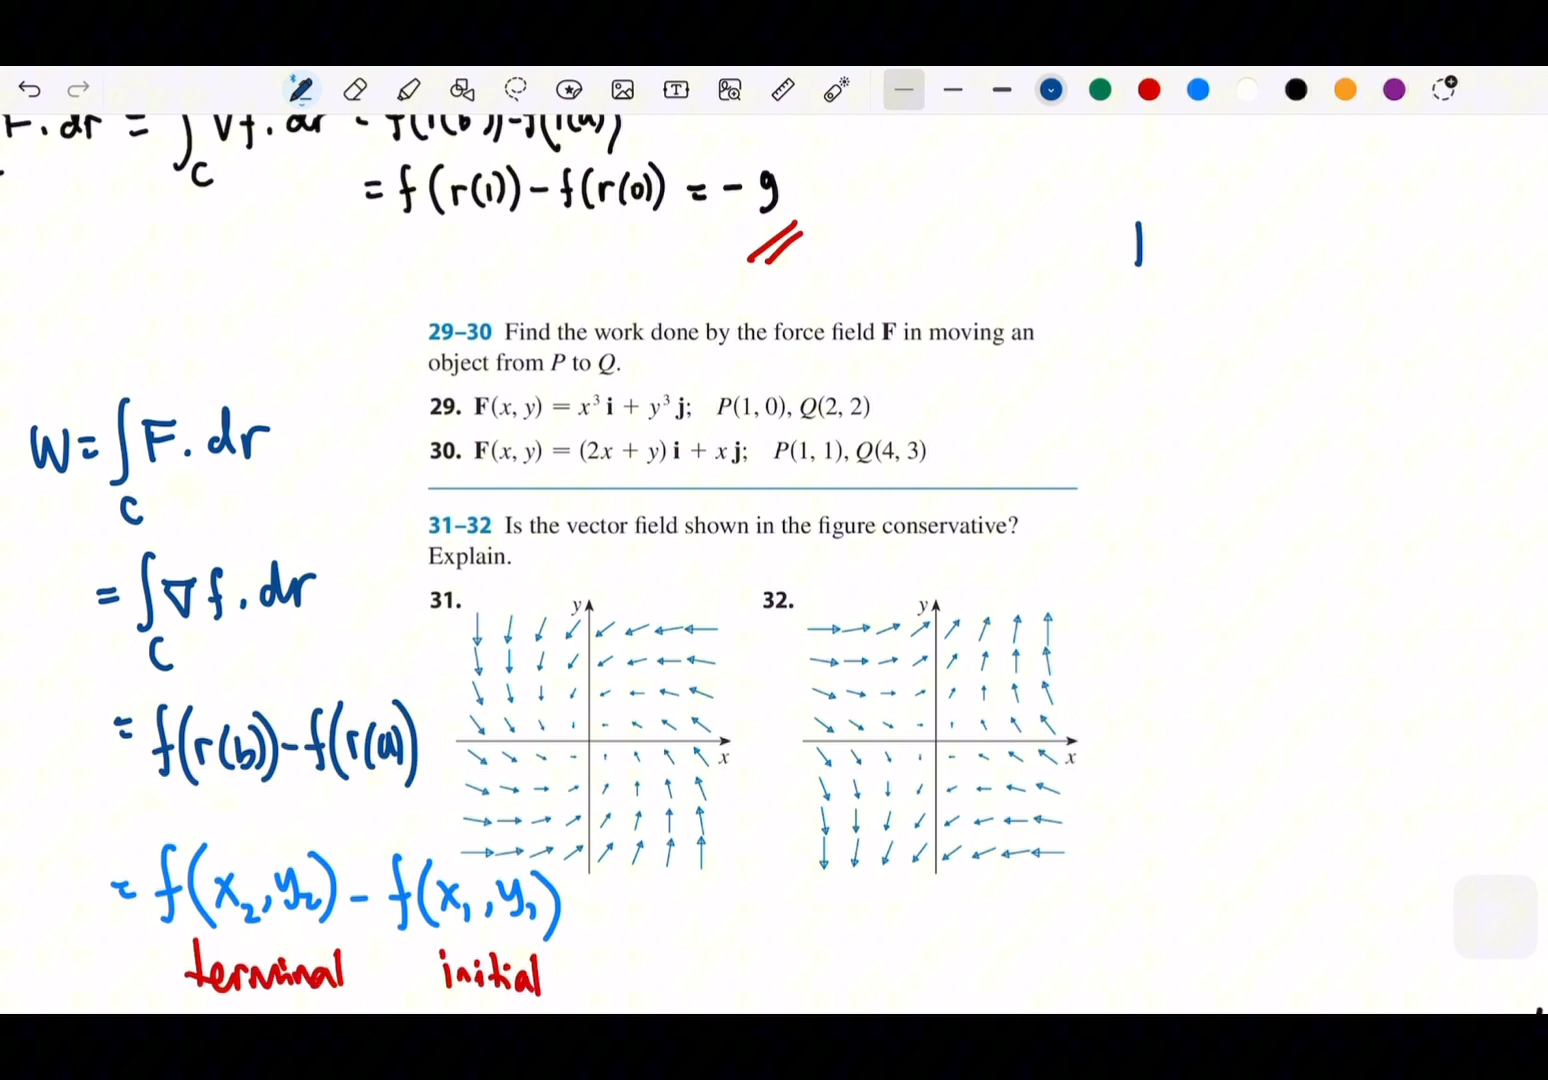 F. dr = ∫ ∇f. dr = f(r(b))-f(r(a))
C
= f(r(1))-f(r(0)) = -9
29–30 Find the work done by the force field F in moving an
object from P to Q.
29. F(x, y) = x³ i + y³ j; P(1, 0), Q(2, 2)
30. F(x, y) = (2x + y) i + x j; P(1, 1), Q(4, 3)
W = ∫ F. dr
C
= ∫ ∇f. dr
C
= f(r(b))-f(r(a))
= f(x₂,y₂) - f(x₁,y₁)
terminal initial
31–32 Is the vector field shown in the figure conservative?
Explain.
31. y
x
32. y
x